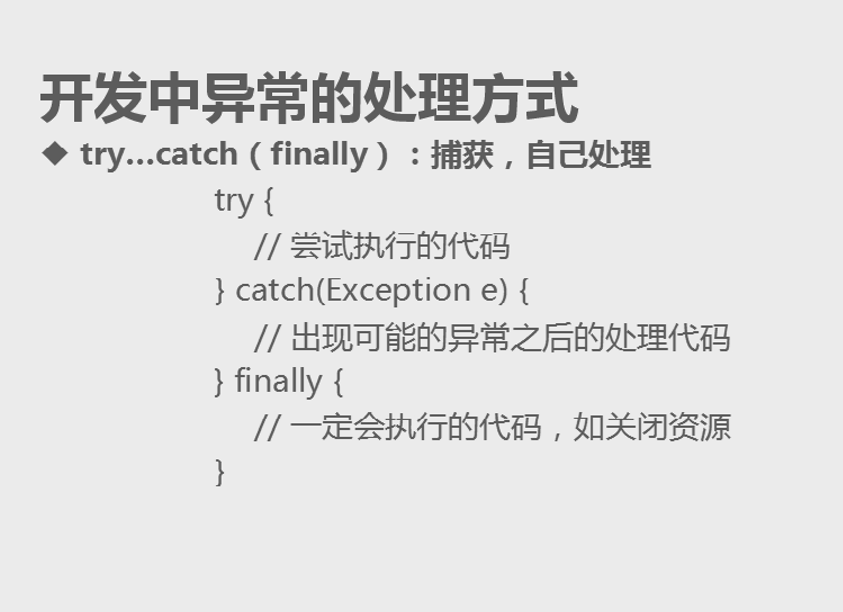 开发中异常的处理方式
◆ try...catch（finally）：捕获，自己处理
try {
// 尝试执行的代码
} catch(Exception e) {
// 出现可能的异常之后的处理代码
} finally {
// 一定会执行的代码，如关闭资源
}